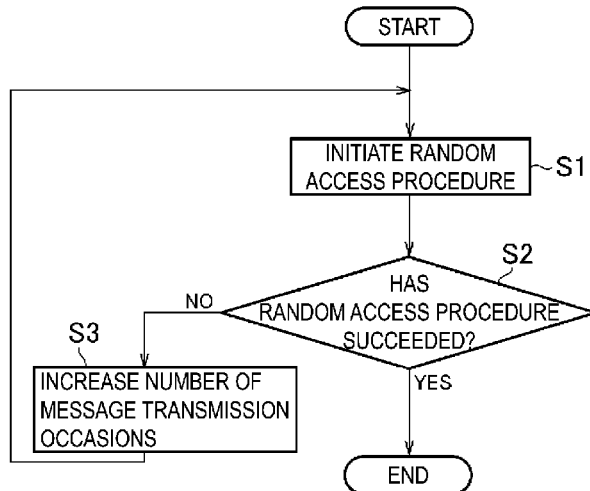 START
INITIATE RANDOM
ACCESS PROCEDURE
S1
S2
HAS
RANDOM ACCESS PROCEDURE
SUCCEEDED?
NO
S3
INCREASE NUMBER OF
MESSAGE TRANSMISSION
OCCASIONS
YES
END